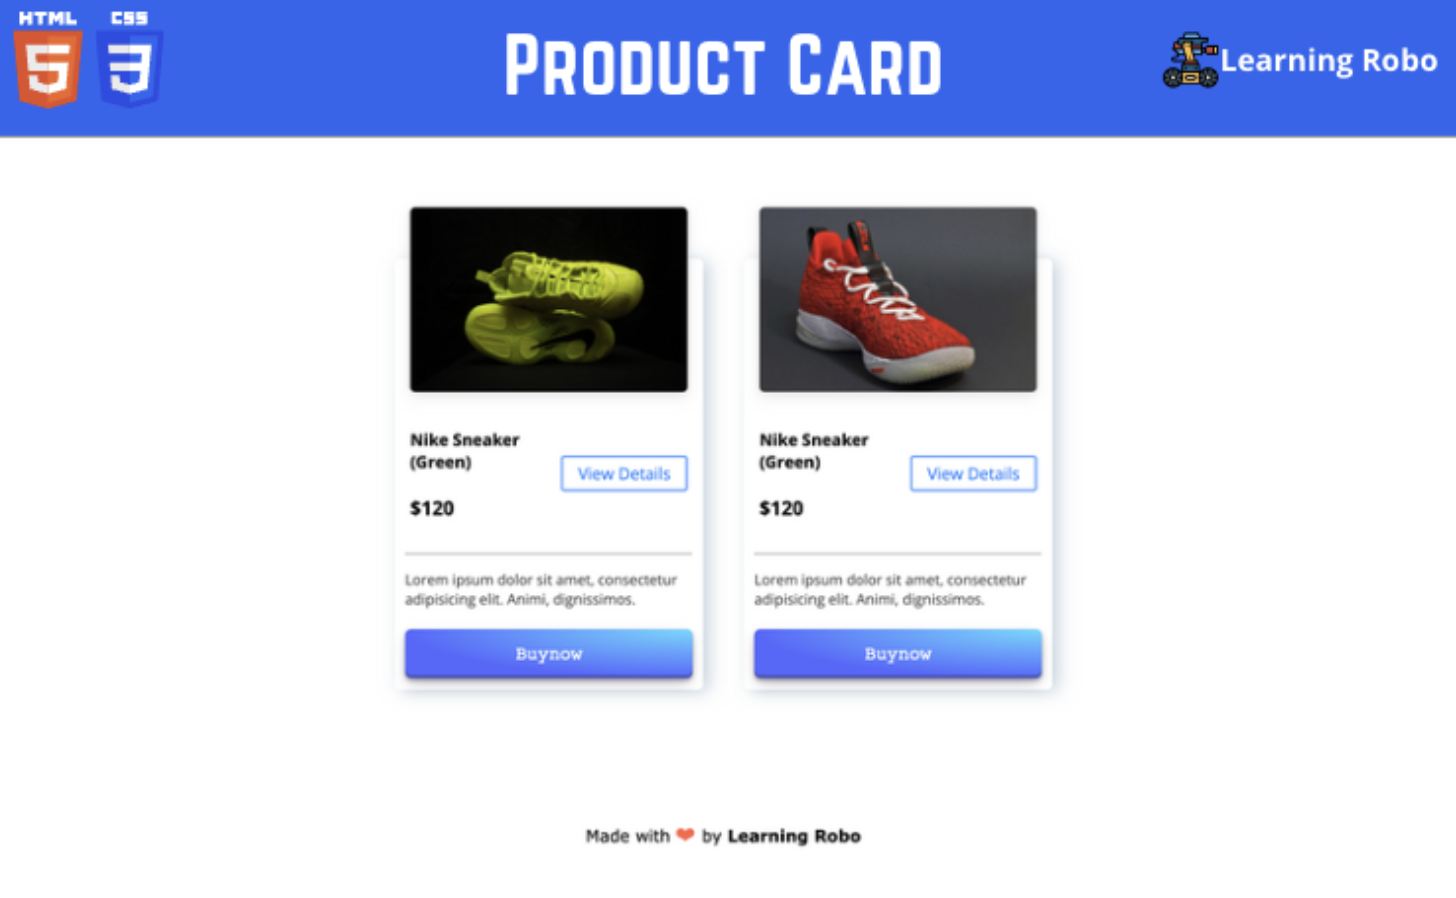 HTML CSS
5 3
PRODUCT CARD
Learning Robo
Nike Sneaker
(Green)
View Details
$120
Lorem ipsum dolor sit amet, consectetur
adipisicing elit. Animi, dignissimos.
Buynow
Nike Sneaker
(Green)
View Details
$120
Lorem ipsum dolor sit amet, consectetur
adipisicing elit. Animi, dignissimos.
Buynow
Made with ❤ by Learning Robo